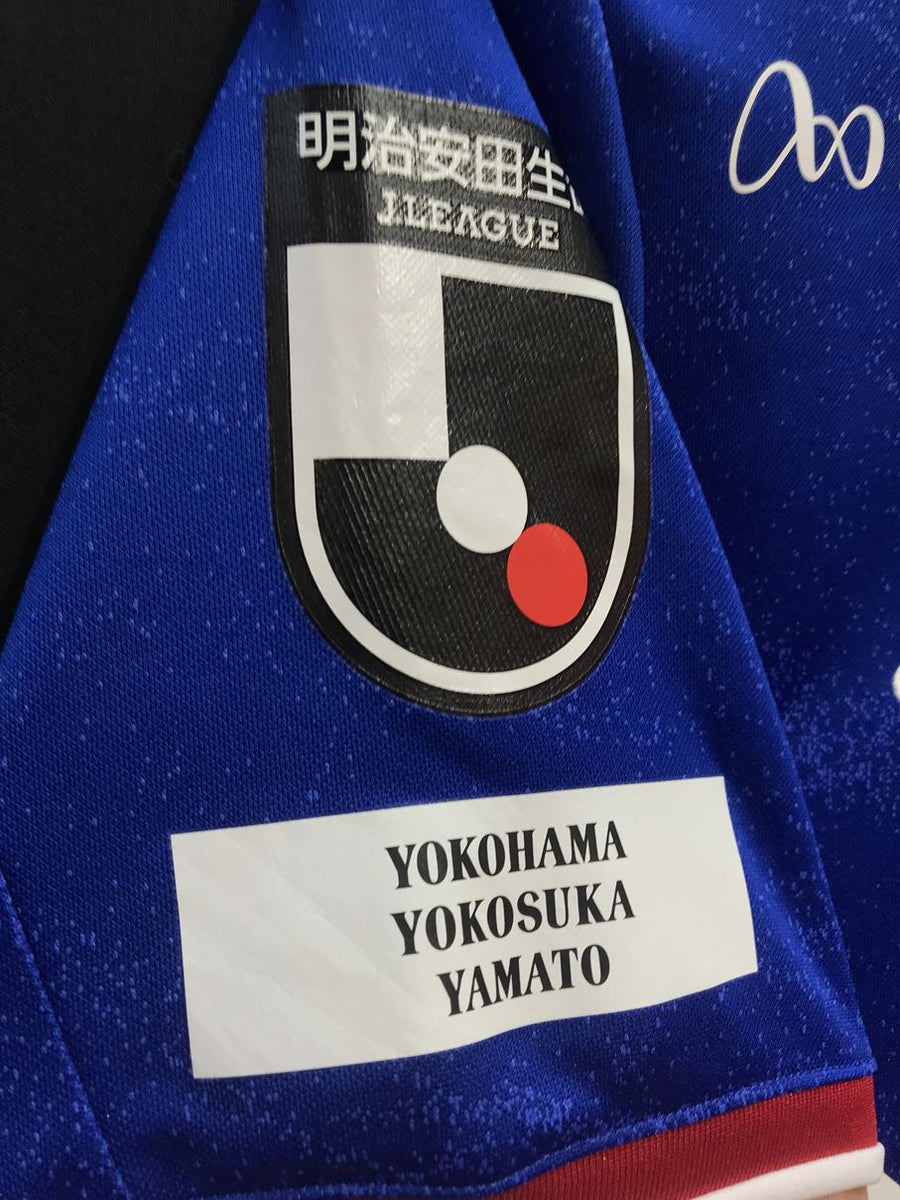 明治安田生
J.LEAGUE
YOKOHAMA
YOKOSUKA
YAMATO